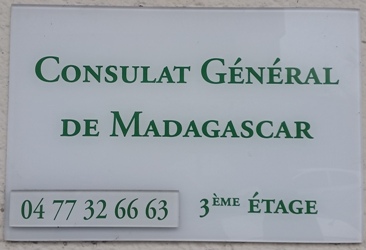 CONSULAT GÉNÉRAL
DE MADAGASCAR
04 77 32 66 63 3ÈME ÉTAGE